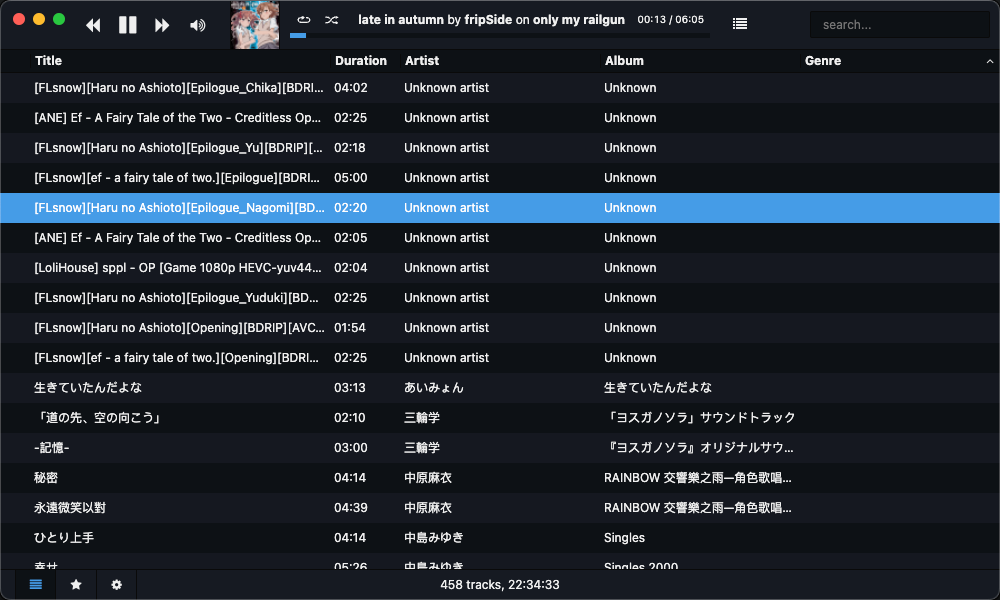 late in autumn by fripSide on only my railgun 00:13 / 06:05
search...
Title Duration Artist Album Genre
[FLsnow][Haru no Ashioto][Epilogue_Chika][BDRI... 04:02 Unknown artist Unknown
[ANE] Ef - A Fairy Tale of the Two - Creditless Op... 02:25 Unknown artist Unknown
[FLsnow][Haru no Ashioto][Epilogue_Yu][BDRIP][... 02:18 Unknown artist Unknown
[FLsnow][ef - a fairy tale of two.][Epilogue][BDRI... 05:00 Unknown artist Unknown
[FLsnow][Haru no Ashioto][Epilogue_Nagomi][BD... 02:20 Unknown artist Unknown
[ANE] Ef - A Fairy Tale of the Two - Creditless Op... 02:05 Unknown artist Unknown
[LoliHouse] sppl - OP [Game 1080p HEVC-yuv44... 02:04 Unknown artist Unknown
[FLsnow][Haru no Ashioto][Epilogue_Yuduki][BD... 02:25 Unknown artist Unknown
[FLsnow][Haru no Ashioto][Opening][BDRIP][AVC... 01:54 Unknown artist Unknown
[FLsnow][ef - a fairy tale of two.][Opening][BDRI... 02:25 Unknown artist Unknown
生きていたんだよな 03:13 あいみょん 生きていたんだよな
「道の先、空の向こう」 02:10 三輪学 「ヨスガノソラ」サウンドトラック
-記憶- 03:00 三輪学 『ヨスガノソラ』オリジナルサウ...
秘密 04:14 中原麻衣 RAINBOW 交響樂之雨—角色歌唱...
永遠微笑以對 04:39 中原麻衣 RAINBOW 交響樂之雨—角色歌唱...
ひとり上手 04:14 中島みゆき Singles
幸せ 05:26 中島みゆき Singles 2000
458 tracks, 22:34:33